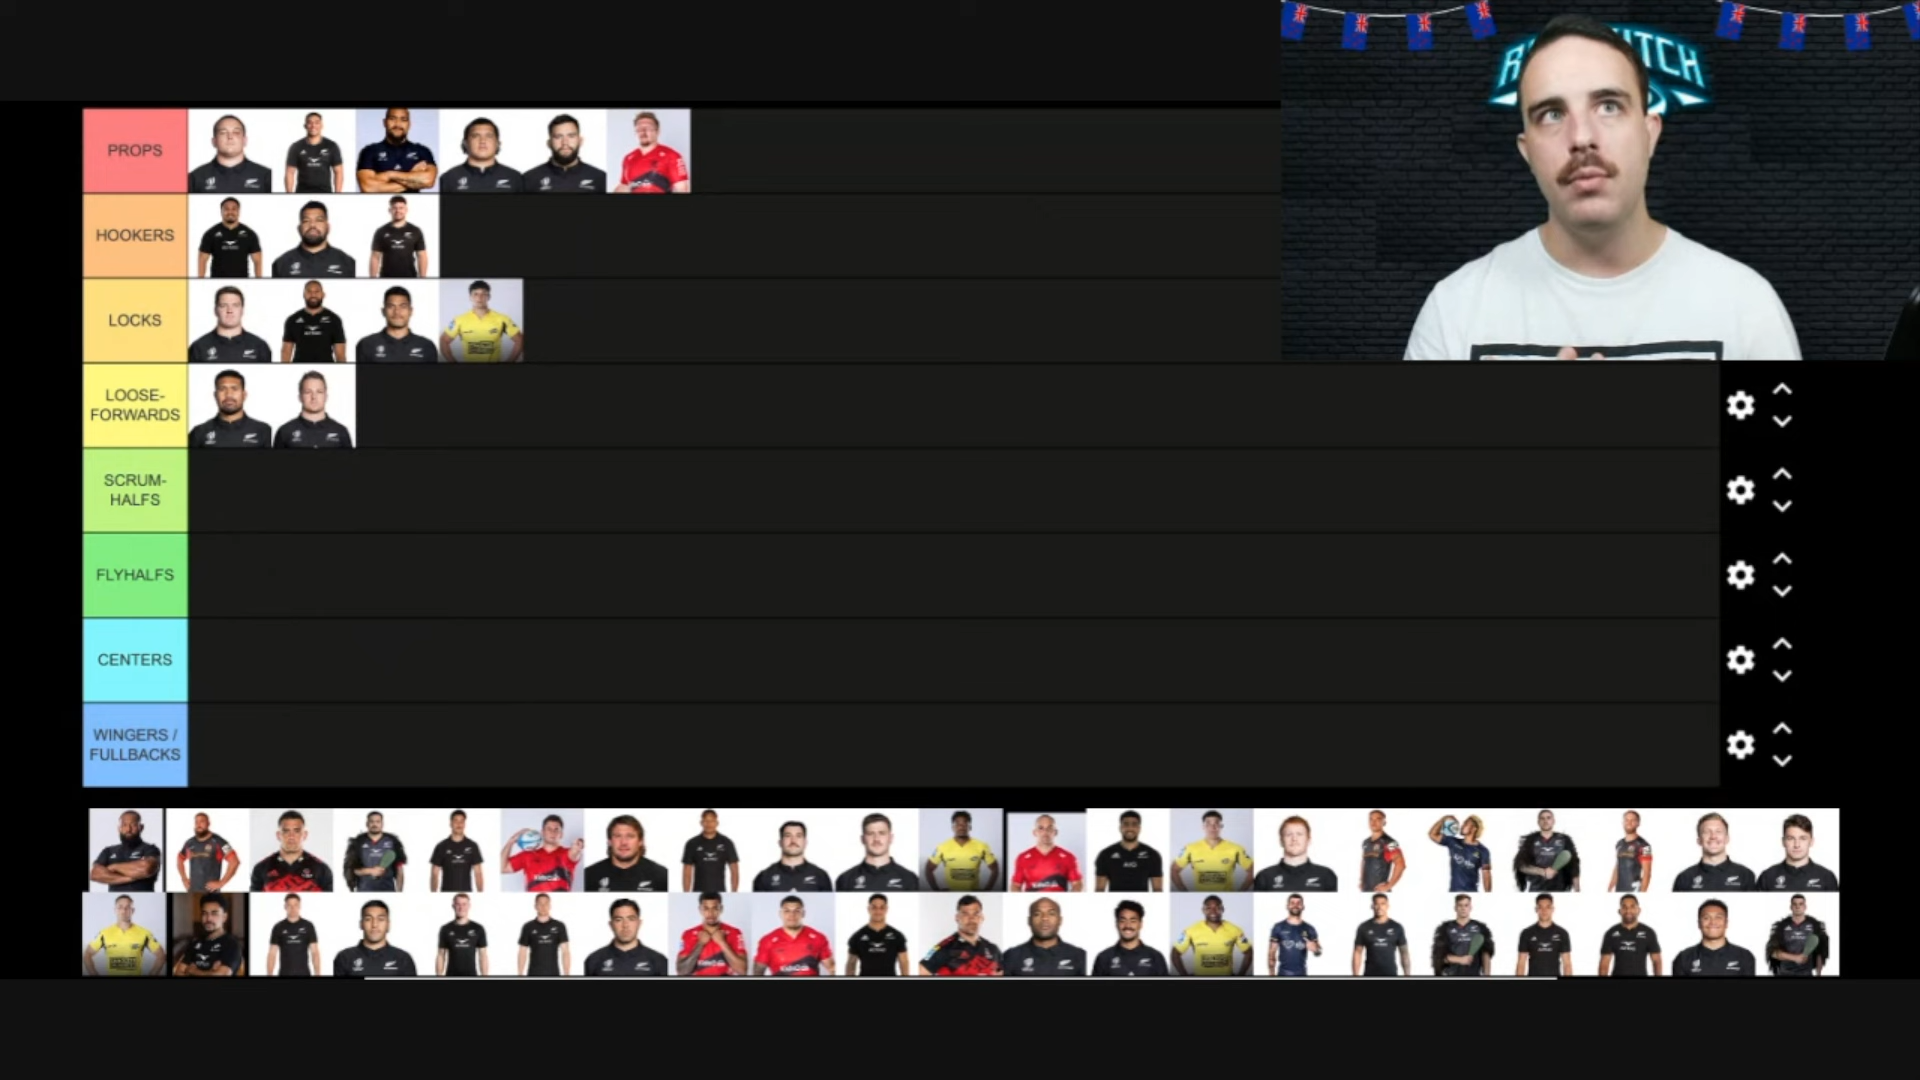 PROPS
HOOKERS
LOCKS
LOOSE-
FORWARDS
SCRUM-
HALFS
FLYHALFS
CENTERS
WINGERS /
FULLBACKS